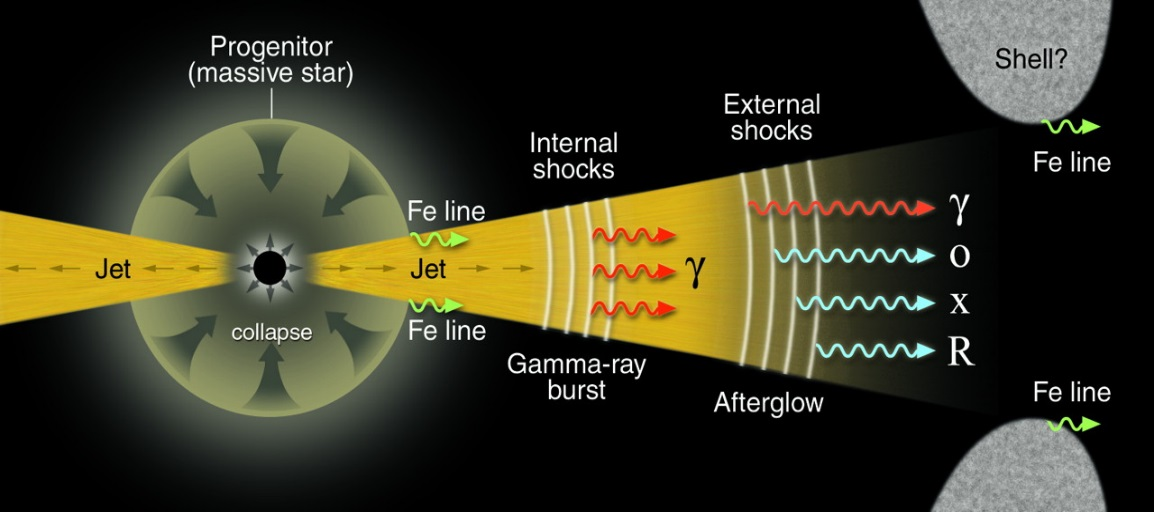 Progenitor
(massive star)
Jet
collapse
Fe line
Jet
Fe line
Internal
shocks
γ
Gamma-ray
burst
External
shocks
γ
o
x
R
Afterglow
Shell?
Fe line
Fe line